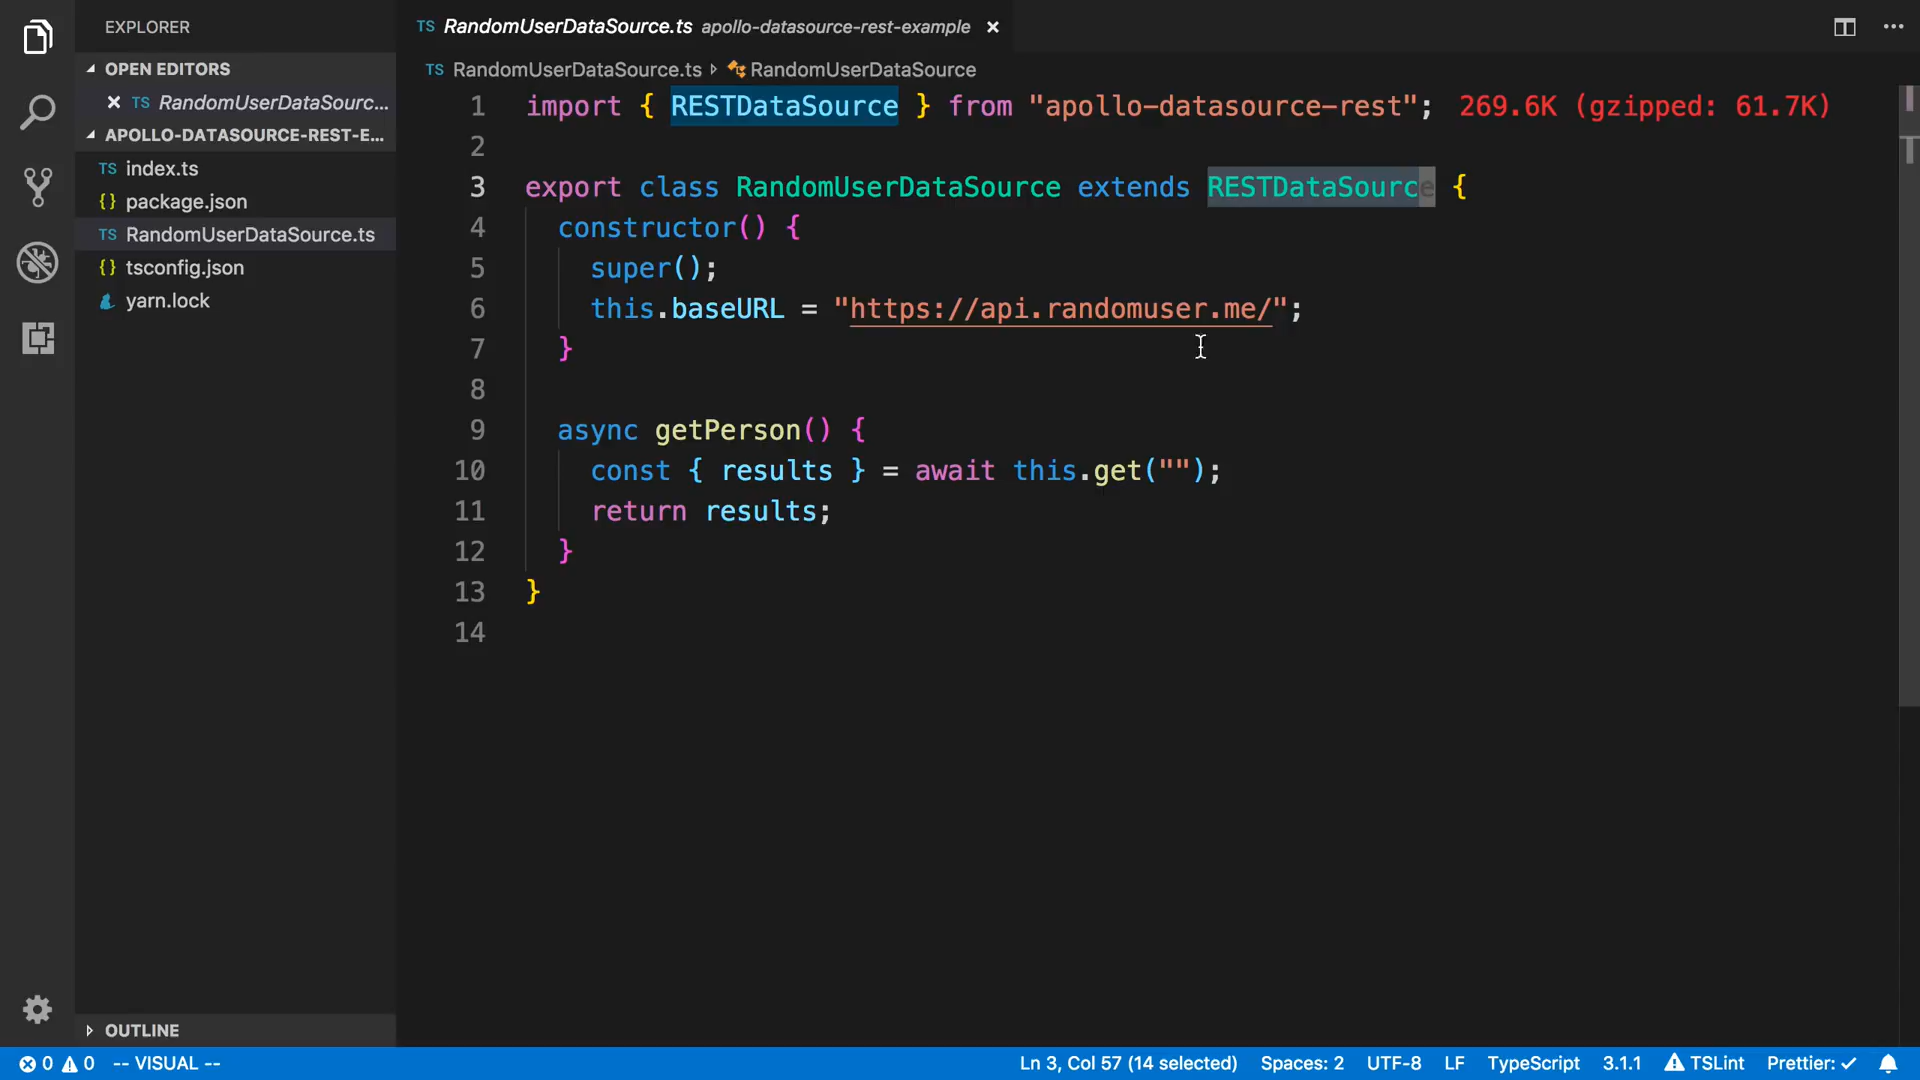 EXPLORER
OPEN EDITORS
TS RandomUserDataSourc...
APOLLO-DATASOURCE-REST-E...
TS index.ts
{} package.json
TS RandomUserDataSource.ts
{} tsconfig.json
yarn.lock
OUTLINE
TS RandomUserDataSource.ts apollo-datasource-rest-example
TS RandomUserDataSource.ts RandomUserDataSource
1 import { RESTDataSource } from "apollo-datasource-rest"; 269.6K (gzipped: 61.7K)
2
3 export class RandomUserDataSource extends RESTDataSource {
4 constructor() {
5 super();
6 this.baseURL = "https://api.randomuser.me/";
7 }
8
9 async getPerson() {
10 const { results } = await this.get("");
11 return results;
12 }
13 }
14
0 0 -- VISUAL -- Ln 3, Col 57 (14 selected) Spaces: 2 UTF-8 LF TypeScript 3.1.1 TSLint Prettier: ✓